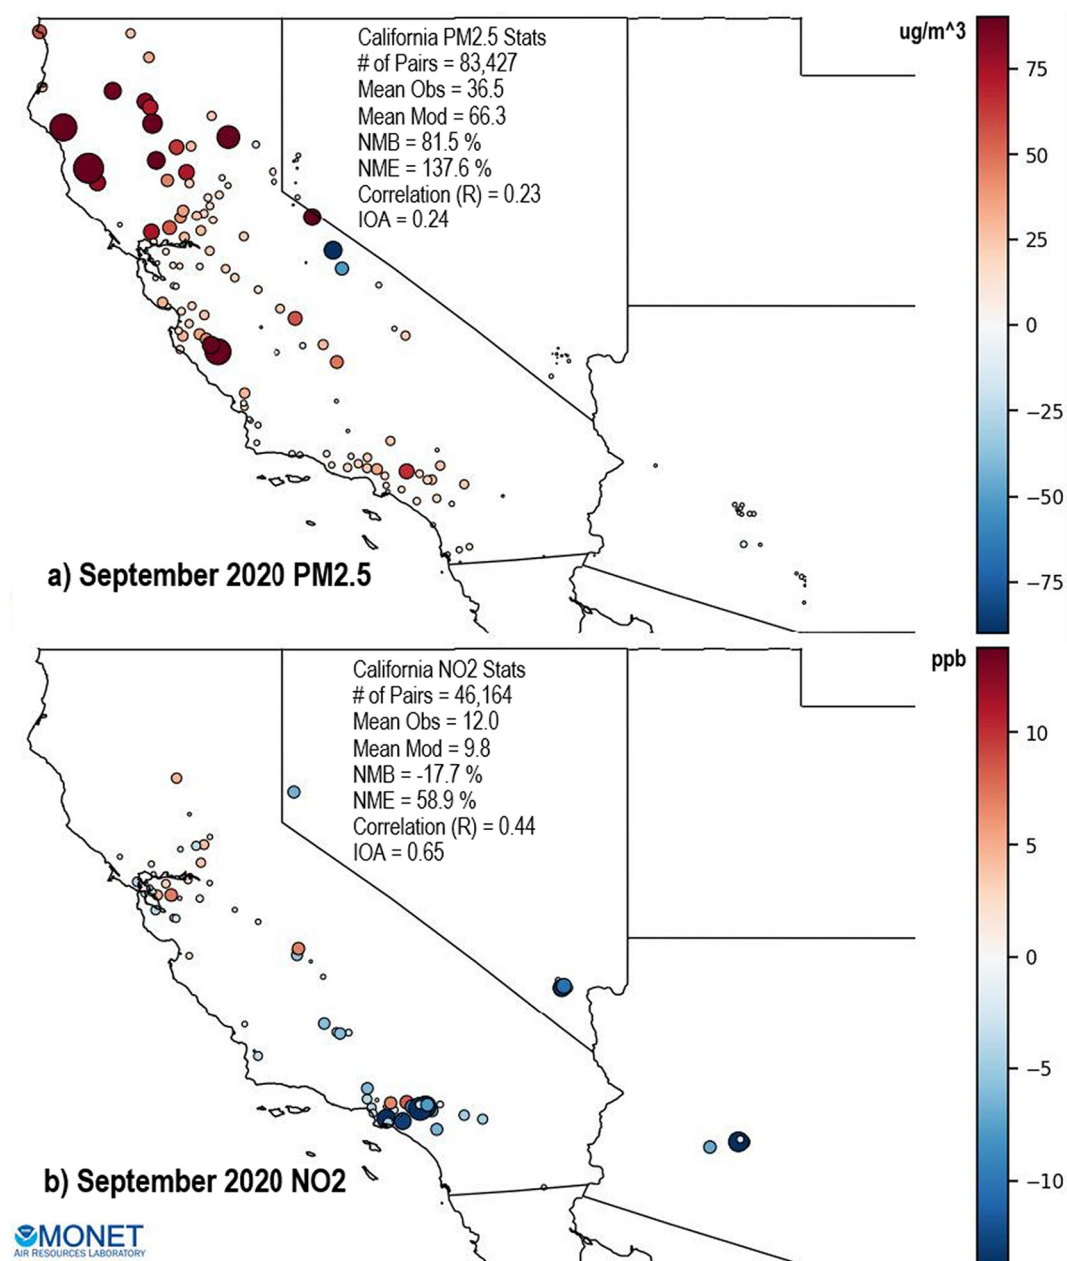 ug/m^3
California PM2.5 Stats
# of Pairs = 83,427
Mean Obs = 36.5
Mean Mod = 66.3
NMB = 81.5 %
NME = 137.6 %
Correlation (R) = 0.23
IOA = 0.24
75
50
25
0
−25
−50
−75
a) September 2020 PM2.5
ppb
California NO2 Stats
# of Pairs = 46,164
Mean Obs = 12.0
Mean Mod = 9.8
NMB = -17.7 %
NME = 58.9 %
Correlation (R) = 0.44
IOA = 0.65
10
5
0
−5
−10
b) September 2020 NO2
MONET
AIR RESOURCES LABORATORY